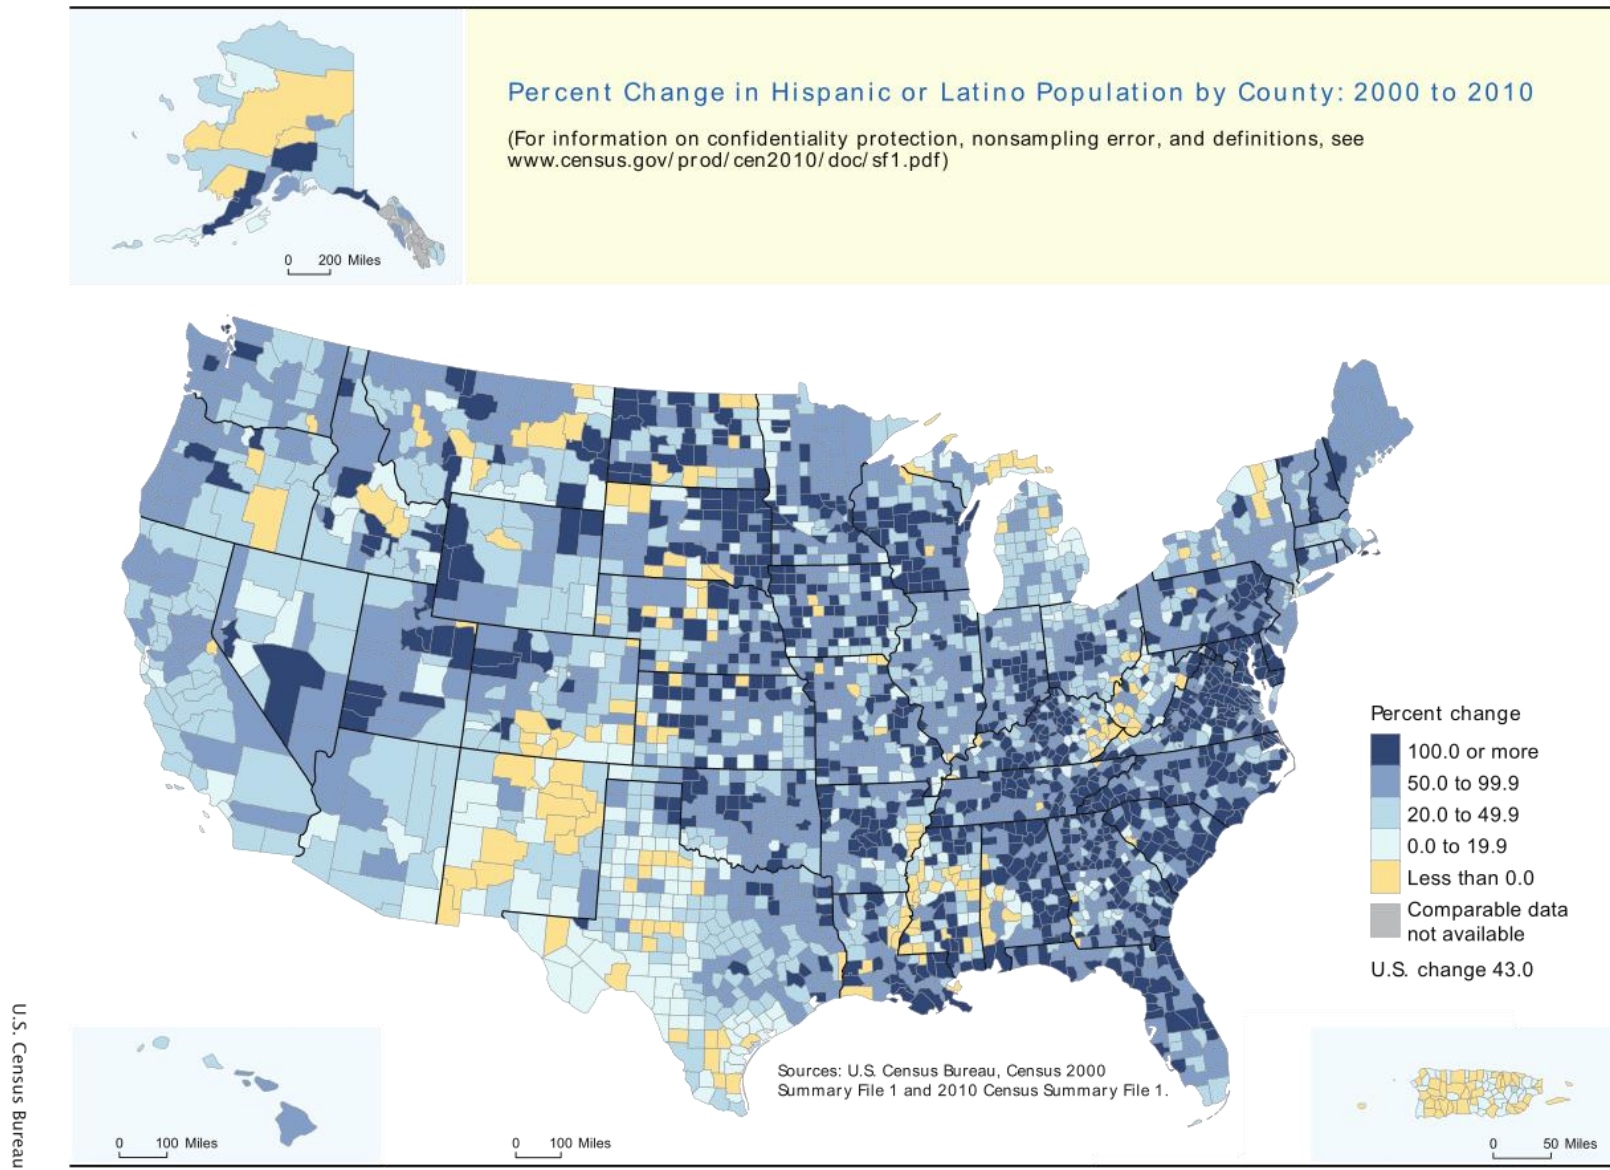 Percent Change in Hispanic or Latino Population by County: 2000 to 2010
(For information on confidentiality protection, nonsampling error, and definitions, see
www.census.gov/prod/cen2010/doc/sf1.pdf)
0 200 Miles
Percent change
100.0 or more
50.0 to 99.9
20.0 to 49.9
0.0 to 19.9
Less than 0.0
Comparable data
not available
U.S. change 43.0
Sources: U.S. Census Bureau, Census 2000
Summary File 1 and 2010 Census Summary File 1.
0 100 Miles
0 100 Miles
0 50 Miles
U.S. Census Bureau
7